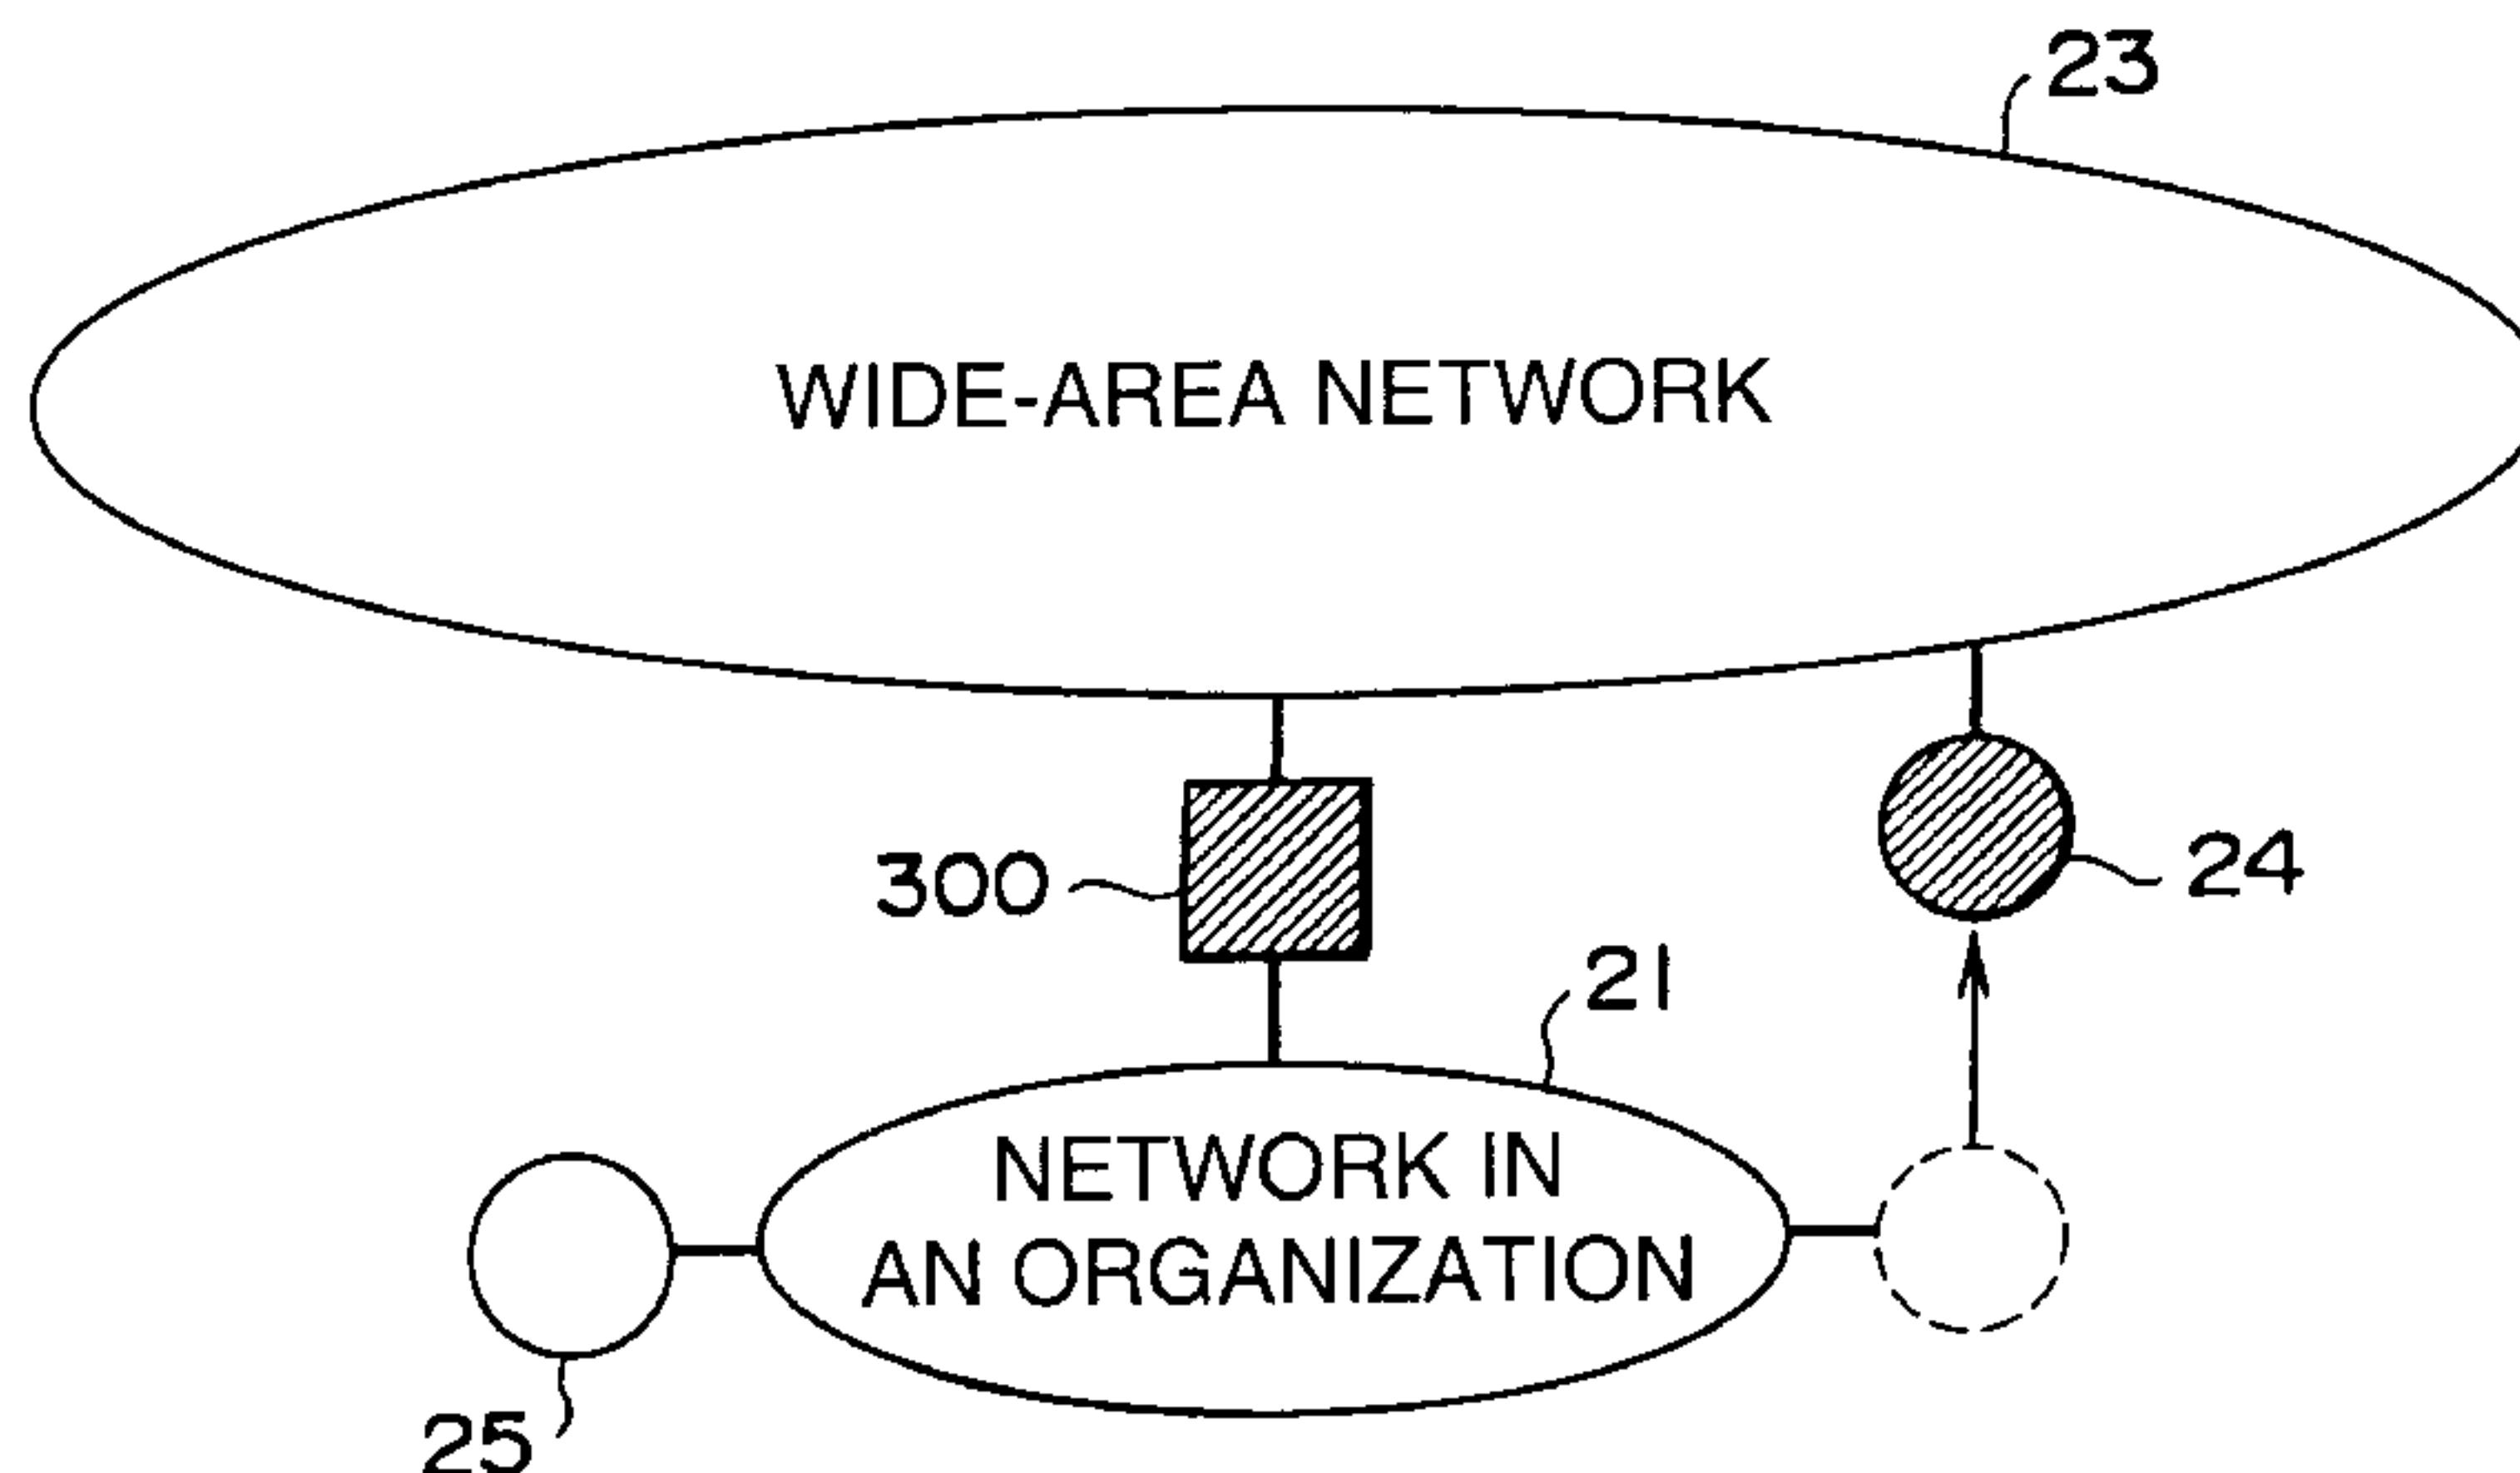 23
WIDE-AREA NETWORK
300
24
21
NETWORK IN
AN ORGANIZATION
25